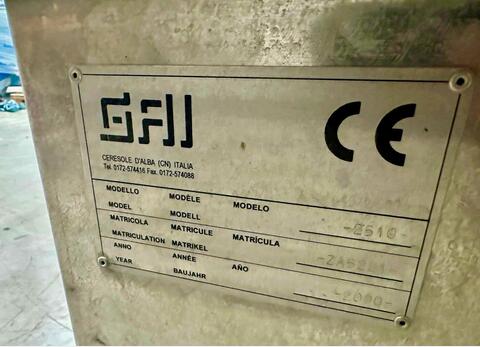 CE
CERESOLE D'ALBA (CN) ITALIA
Tel. 0172-574416 Fax. 0172-574088
MODELLO MODÈLE MODELO
MODEL MODELL
MATRICOLA MATRICULE MATRÍCULA
MATRICULATION MATRIKEL
ANNO ANNÉE AÑO
YEAR BAUJAHR
-2000-